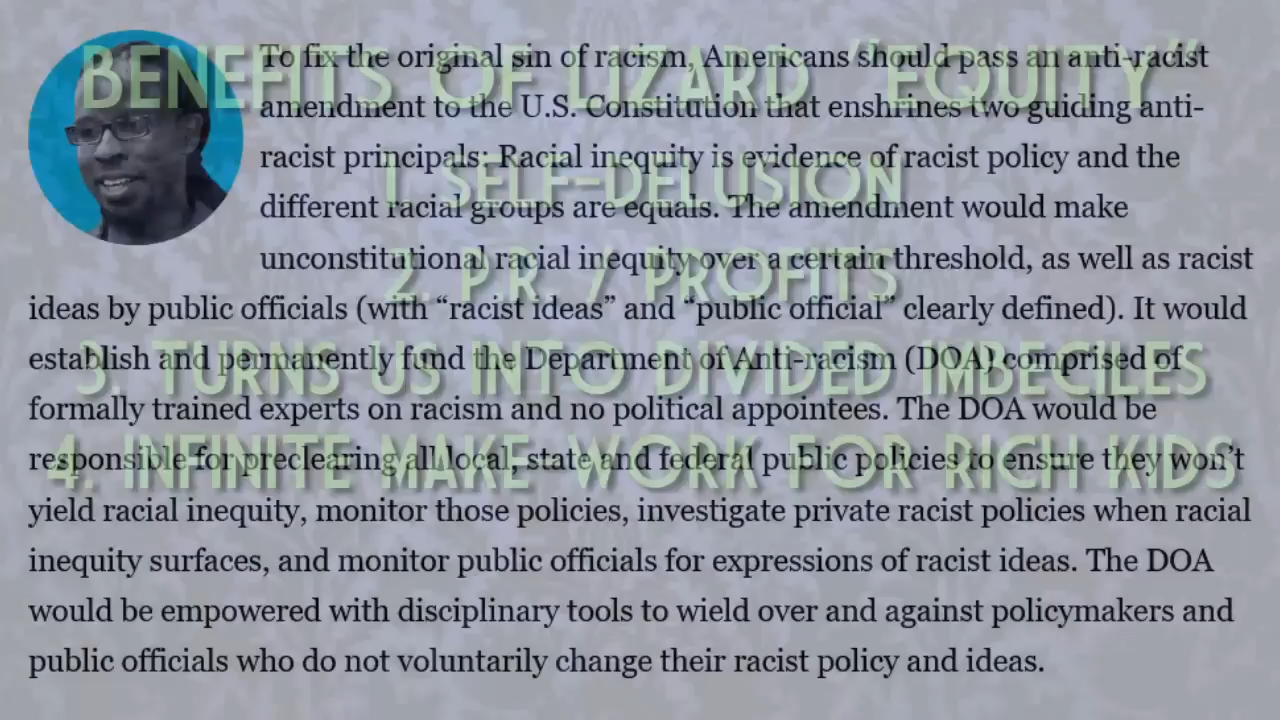 BENEFITS OF LIZARD "EQUITY"
1. SELF-DELUSION
2. P.R. / PROFITS
3. TURNS US INTO DIVIDED IMBECILES
4. INFINITE MAKE-WORK FOR RICH KIDS
To fix the original sin of racism, Americans should pass an anti-racist
amendment to the U.S. Constitution that enshrines two guiding anti-
racist principals: Racial inequity is evidence of racist policy and the
different racial groups are equals. The amendment would make
unconstitutional racial inequity over a certain threshold, as well as racist
ideas by public officials (with “racist ideas” and “public official” clearly defined). It would
establish and permanently fund the Department of Anti-racism (DOA) comprised of
formally trained experts on racism and no political appointees. The DOA would be
responsible for preclearing all local, state and federal public policies to ensure they won’t
yield racial inequity, monitor those policies, investigate private racist policies when racial
inequity surfaces, and monitor public officials for expressions of racist ideas. The DOA
would be empowered with disciplinary tools to wield over and against policymakers and
public officials who do not voluntarily change their racist policy and ideas.